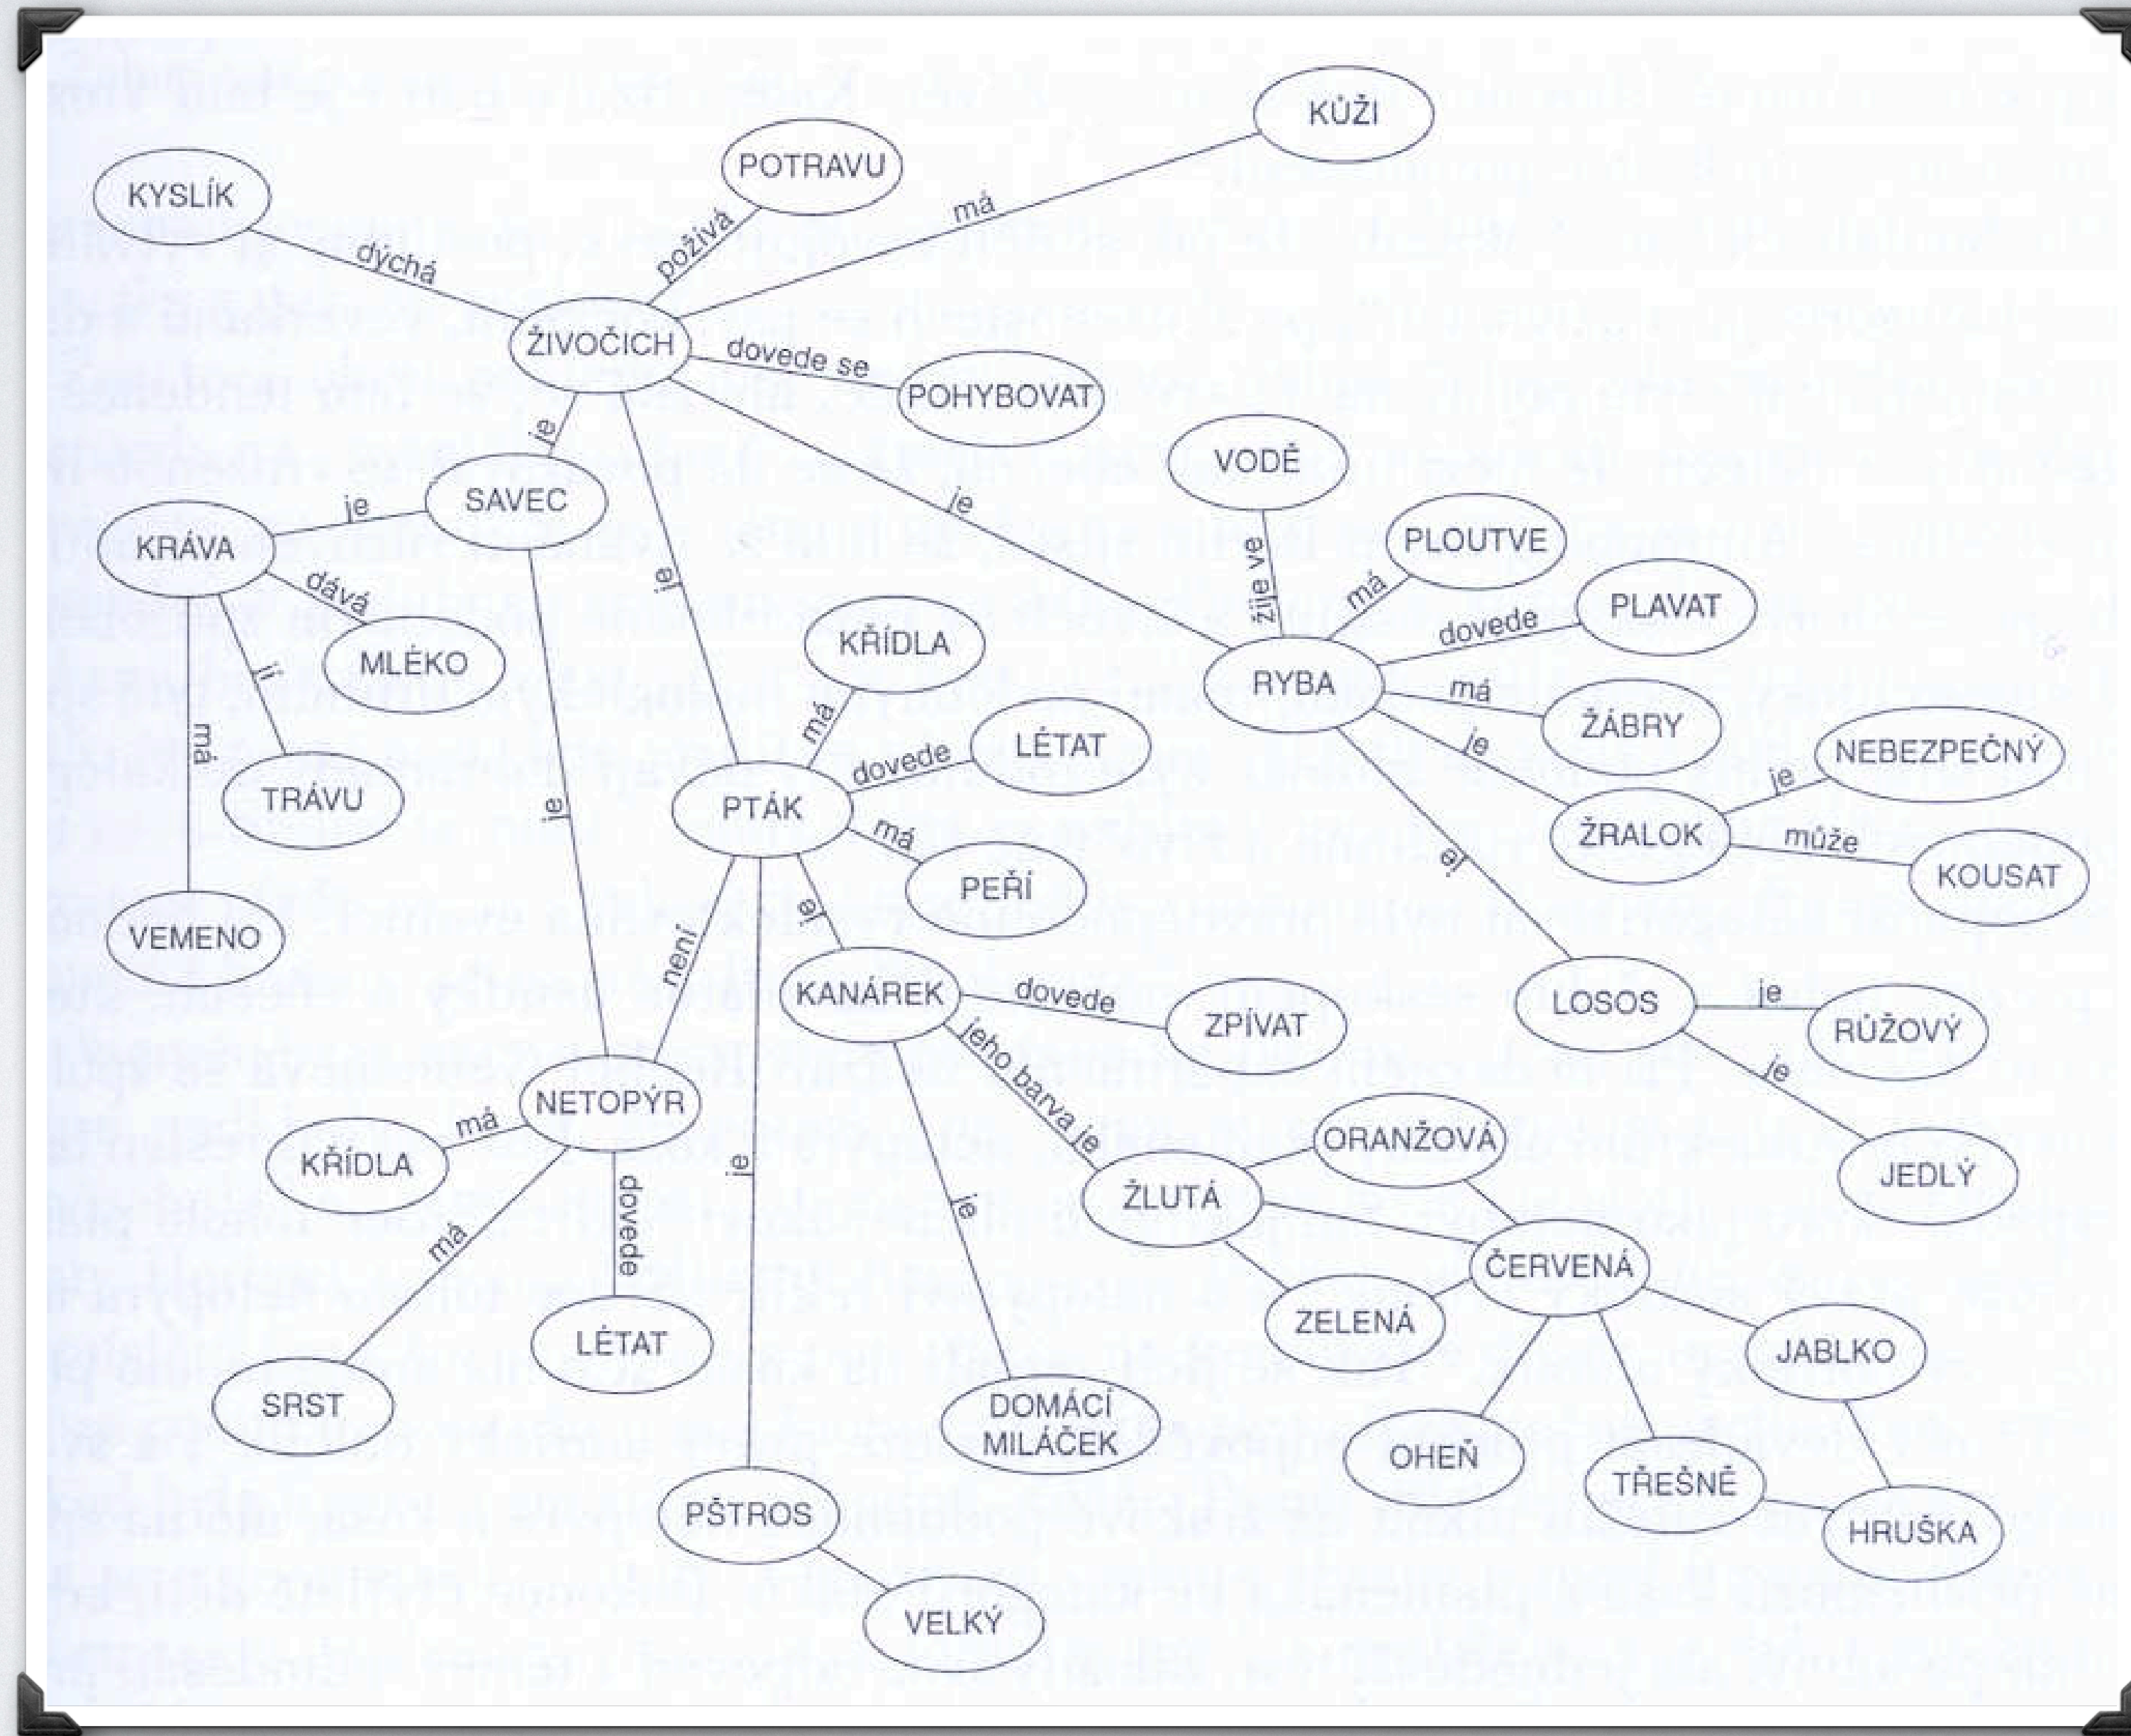 KŮŽI
POTRAVU
KYSLÍK
má
požívá
dýchá
ŽIVOČICH
dovede se
POHYBOVAT
je
VODĚ
SAVEC
je
je
PLOUTVE
KRÁVA
je
žije ve
má
PLAVAT
dává
dovede
KŘÍDLA
MLÉKO
jí
RYBA
má
má
ŽÁBRY
má
LÉTAT
dovede
je
NEBEZPEČNÝ
TRÁVU
je
PTÁK
je
má
ŽRALOK
může
je
KOUSAT
PEŘÍ
je
VEMENO
není
KANÁREK
dovede
ZPÍVAT
LOSOS
je
RŮŽOVÝ
jeho barva je
je
NETOPÝR
má
KŘÍDLA
ORANŽOVÁ
je
dovede
ŽLUTÁ
je
JEDLÝ
má
ČERVENÁ
ZELENÁ
LÉTAT
JABLKO
SRST
DOMÁCÍ
MILÁČEK
OHEŇ
TŘEŠNĚ
PŠTROS
HRUŠKA
VELKÝ